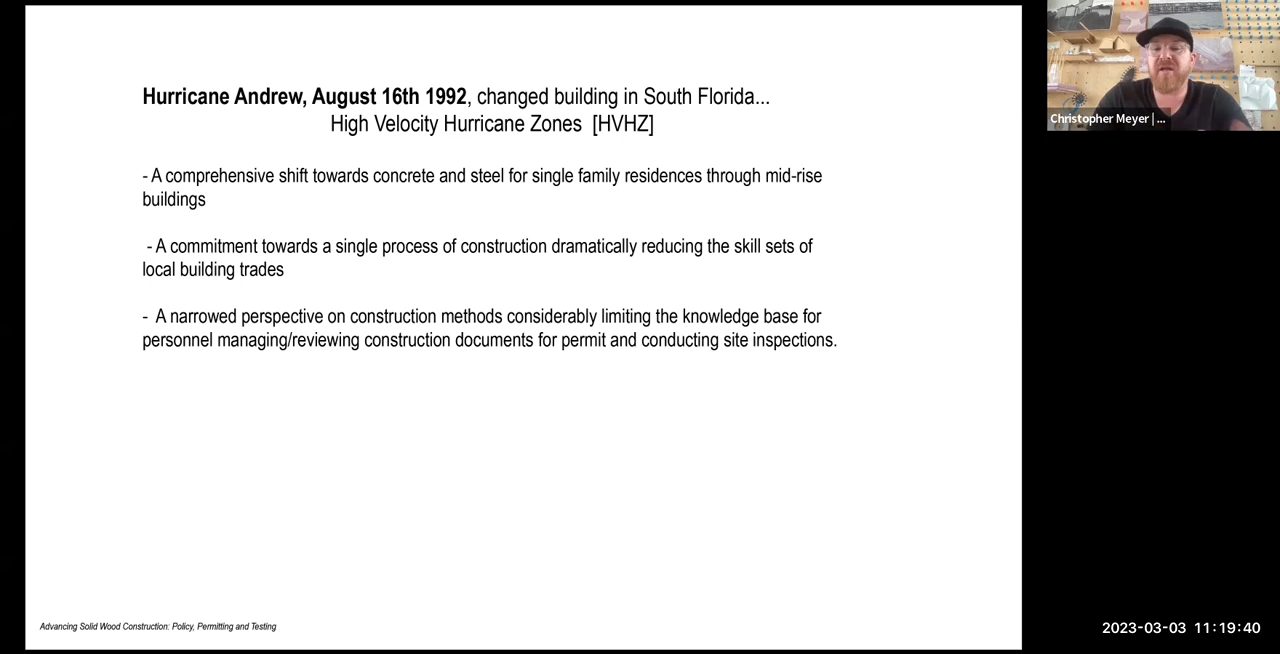 Hurricane Andrew, August 16th 1992, changed building in South Florida...
High Velocity Hurricane Zones [HVHZ]
- A comprehensive shift towards concrete and steel for single family residences through mid-rise
buildings
- A commitment towards a single process of construction dramatically reducing the skill sets of
local building trades
- A narrowed perspective on construction methods considerably limiting the knowledge base for
personnel managing/reviewing construction documents for permit and conducting site inspections.
Advancing Solid Wood Construction: Policy, Permitting and Testing
Christopher Meyer | ...
2023-03-03 11:19:40